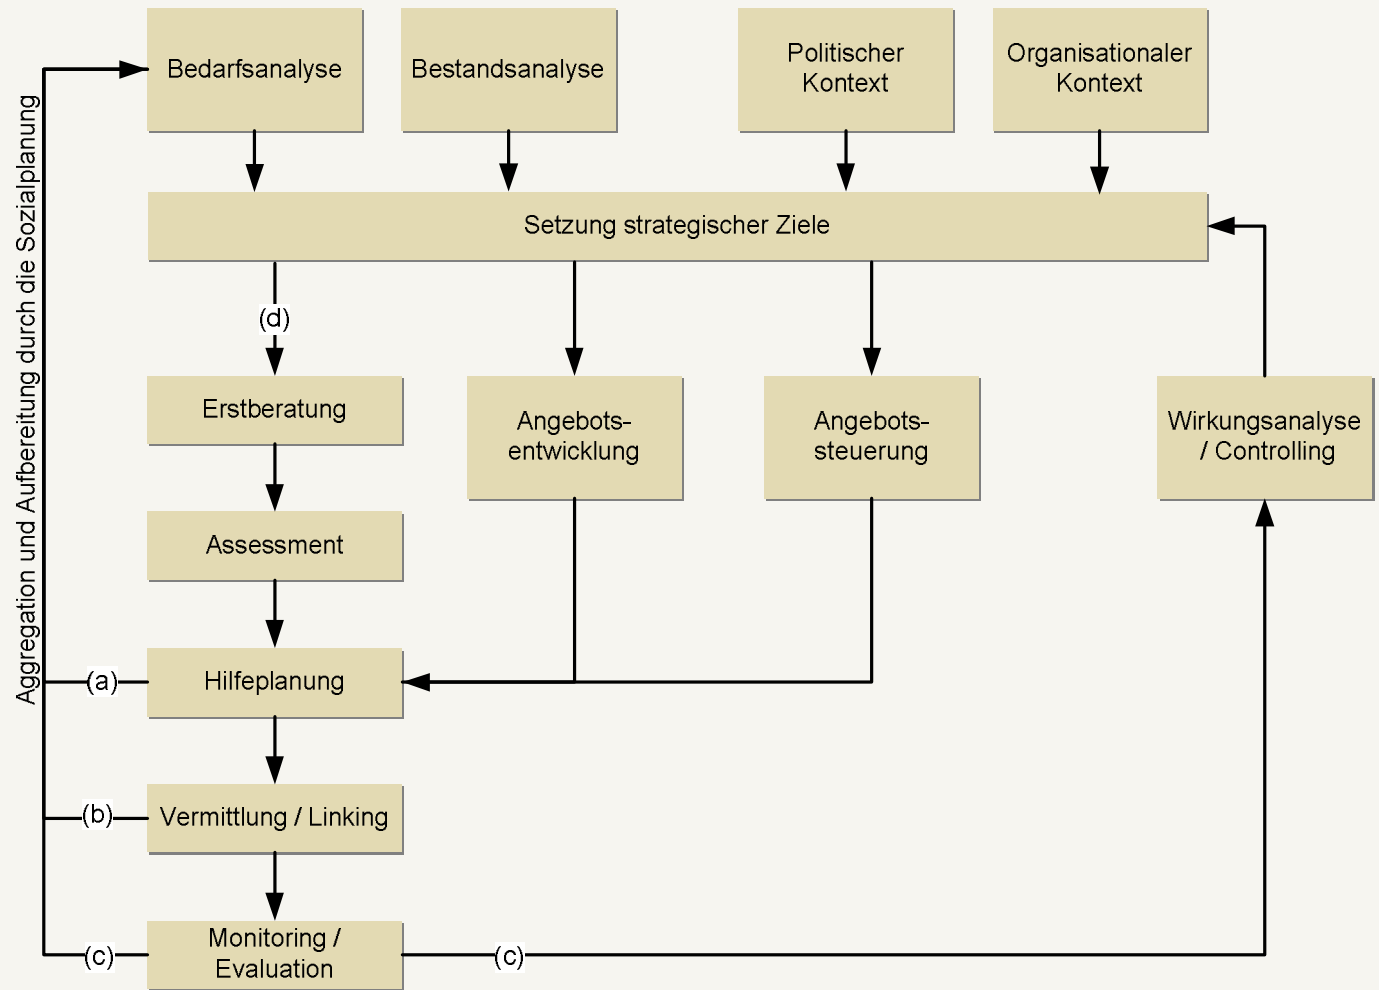 Bedarfsanalyse
Bestandsanalyse
Politischer
Kontext
Organisationaler
Kontext
Aggregation und Aufbereitung durch die Sozialplanung
Setzung strategischer Ziele
(d)
Erstberatung
Angebots-
entwicklung
Angebots-
steuerung
Wirkungsanalyse
/ Controlling
Assessment
(a)
Hilfeplanung
(b)
Vermittlung / Linking
(c)
Monitoring /
Evaluation
(c)